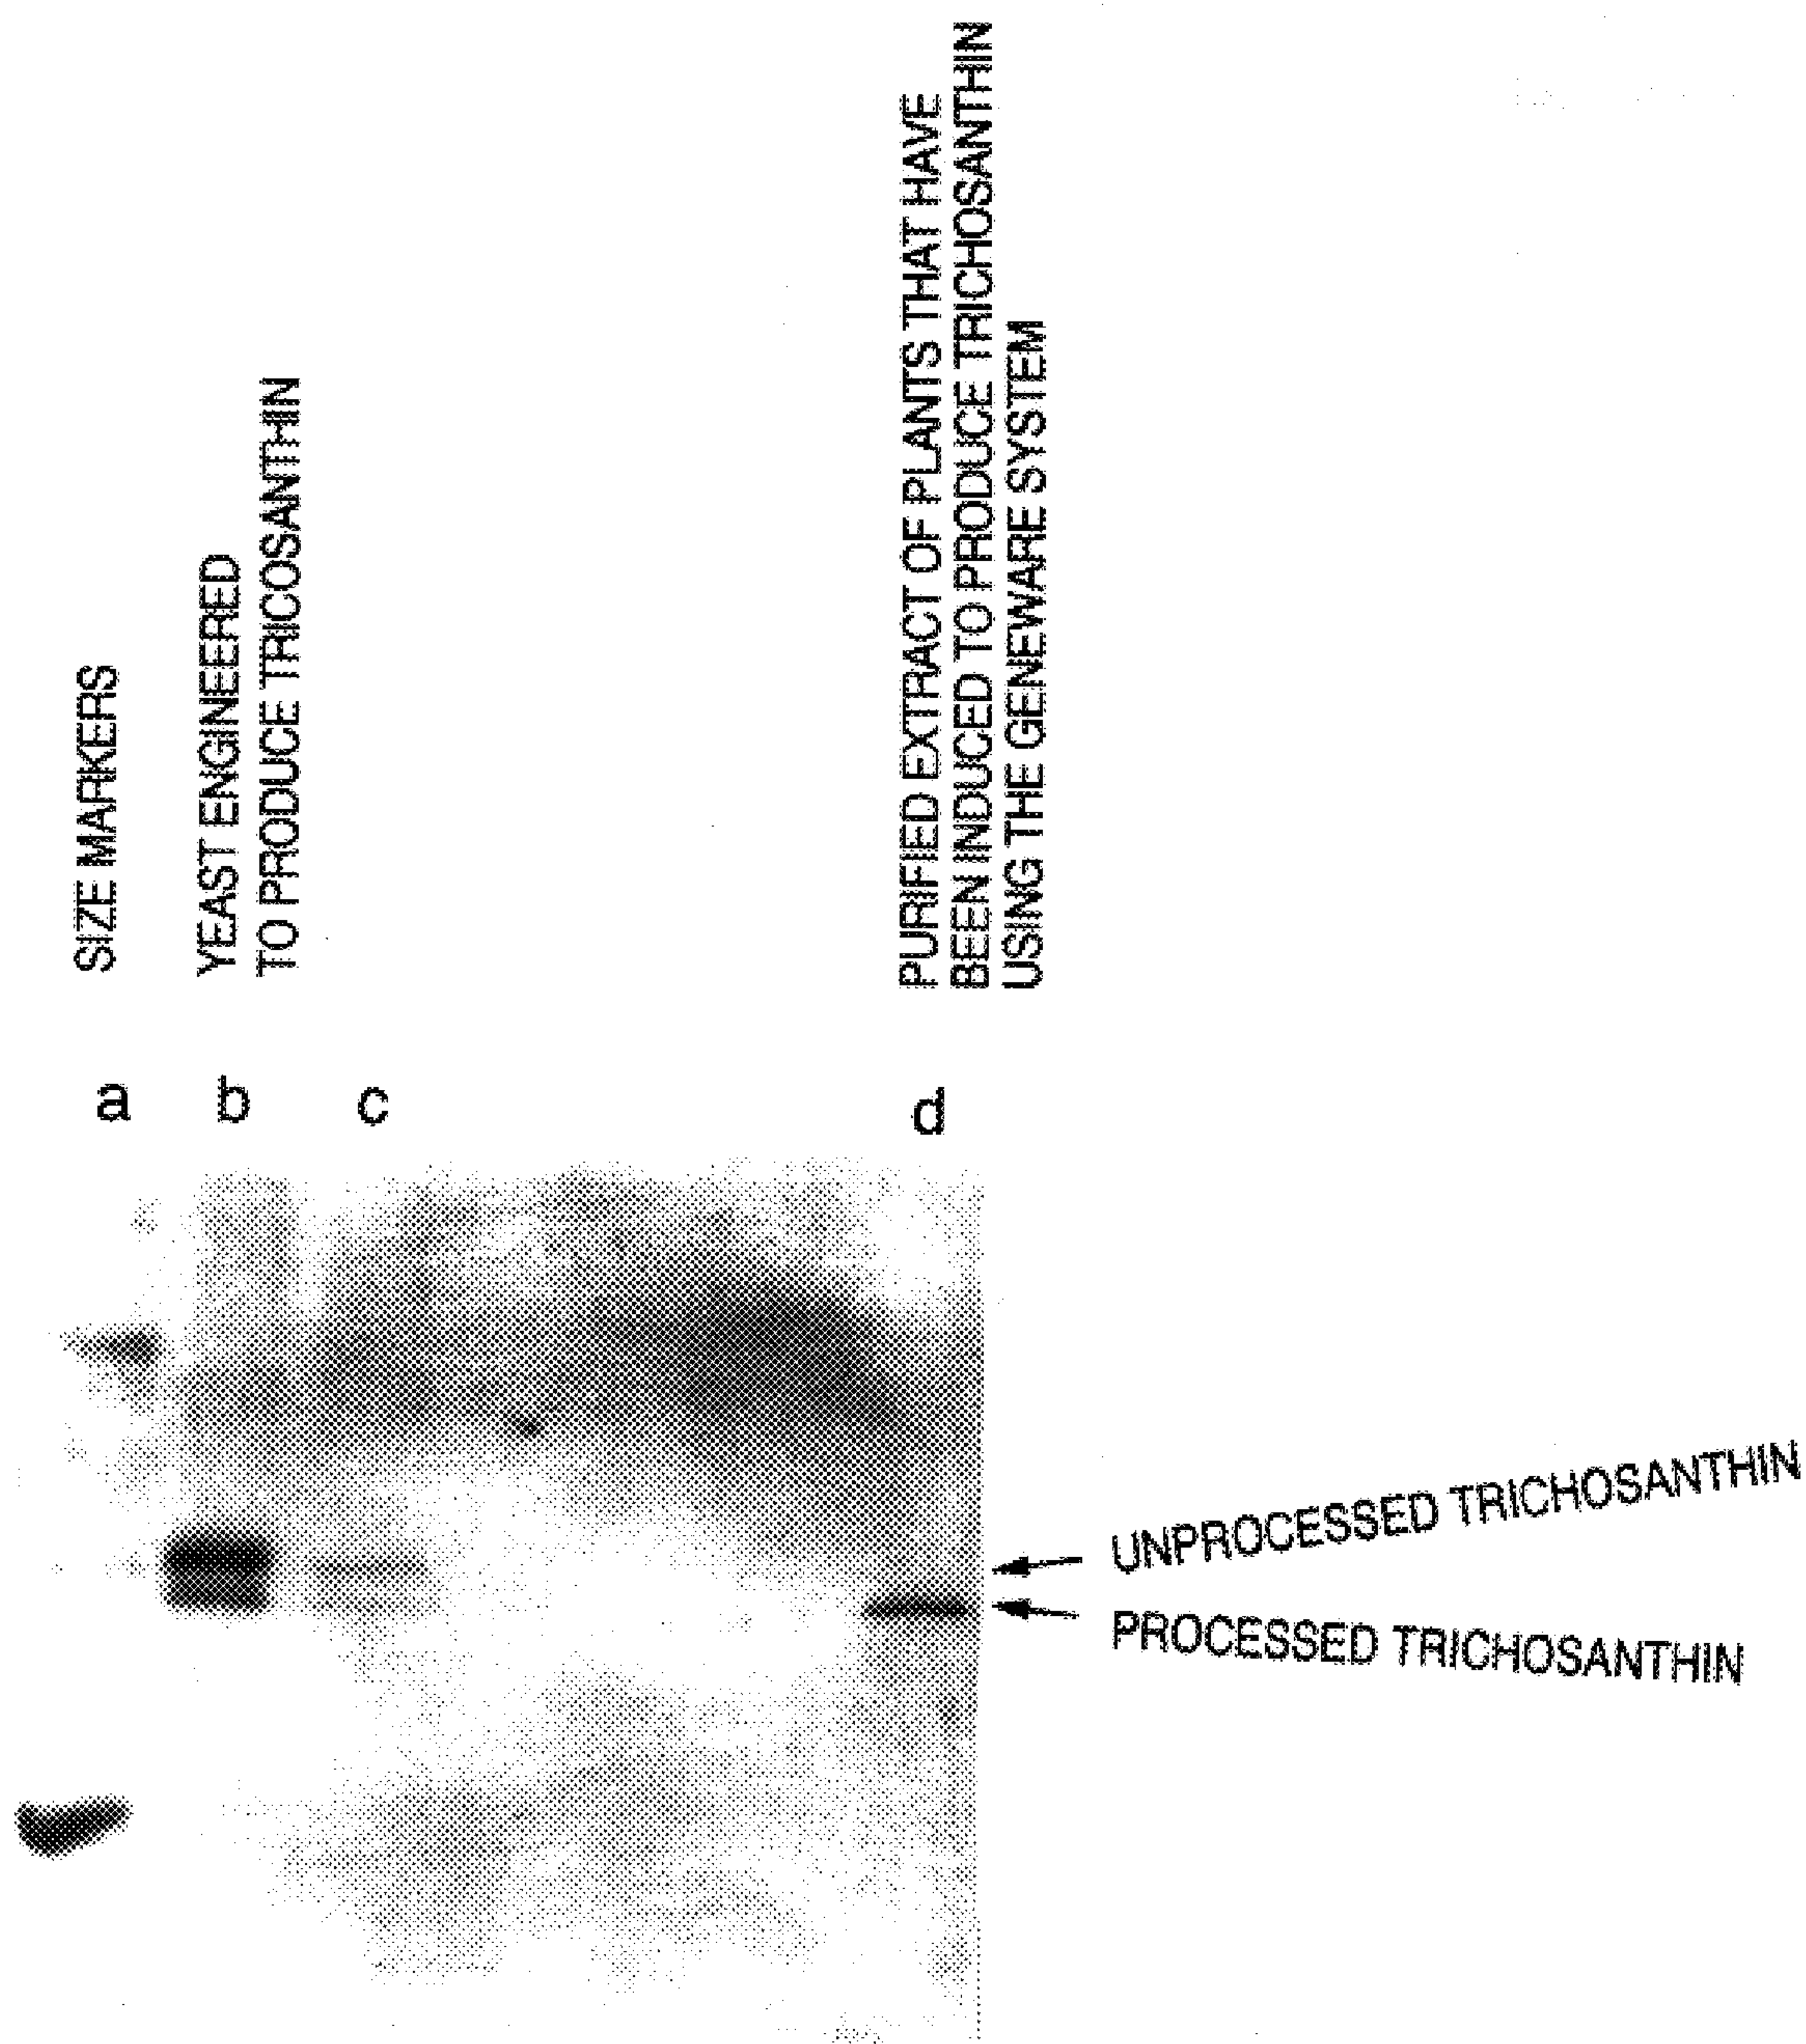 SIZE MARKERS
YEAST ENGINEERED
TO PRODUCE TRICOSANTHIN
PURIFIED EXTRACT OF PLANTS THAT HAVE
BEEN INDUCED TO PRODUCE TRICHOSANTHIN
USING THE GENEWARE SYSTEM
a b c d
UNPROCESSED TRICHOSANTHIN
PROCESSED TRICHOSANTHIN